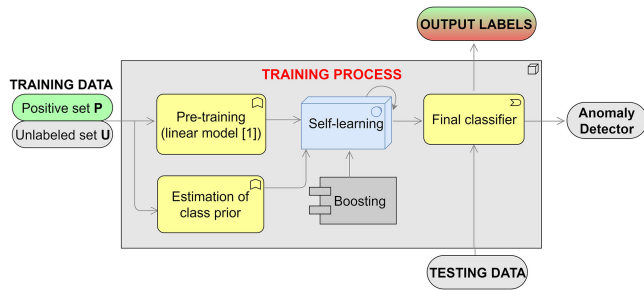 OUTPUT LABELS
TRAINING PROCESS
TRAINING DATA
Positive set P
Unlabeled set U
Pre-training
(linear model [1])
Self-learning
Final classifier
Anomaly
Detector
Estimation of
class prior
Boosting
TESTING DATA